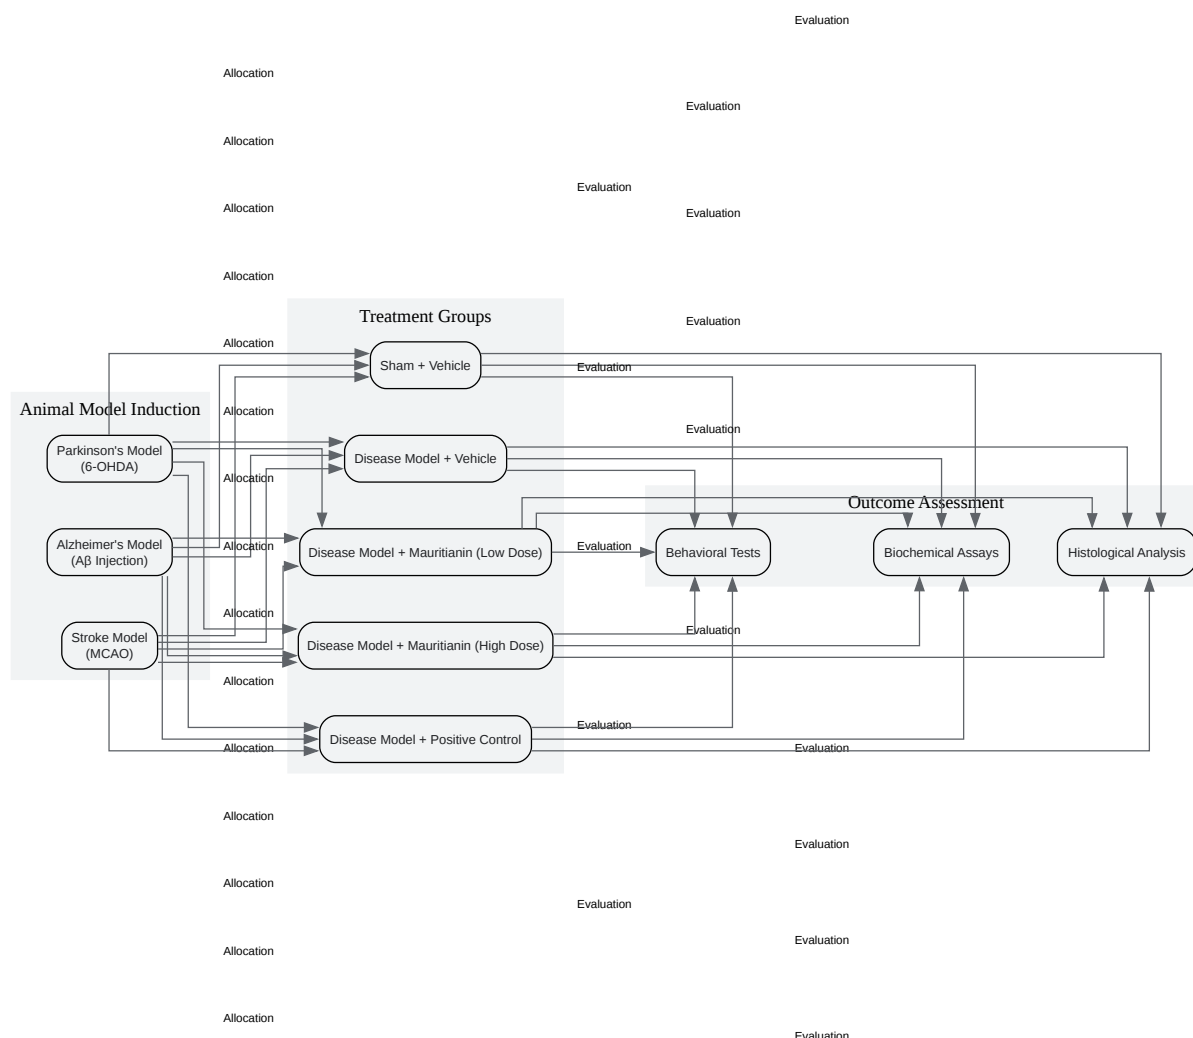 Evaluation
Allocation
Evaluation
Allocation
Evaluation
Allocation
Evaluation
Allocation
Treatment Groups
Evaluation
Allocation
Sham + Vehicle
Evaluation
Animal Model Induction
Allocation
Evaluation
Parkinson's Model
(6-OHDA)
Disease Model + Vehicle
Allocation
Outcome Assessment
Alzheimer's Model
(Aβ Injection)
Allocation
Disease Model + Mauritianin (Low Dose)
Evaluation
Behavioral Tests
Biochemical Assays
Histological Analysis
Allocation
Stroke Model
(MCAO)
Disease Model + Mauritianin (High Dose)
Evaluation
Allocation
Evaluation
Disease Model + Positive Control
Allocation
Evaluation
Allocation
Evaluation
Allocation
Evaluation
Evaluation
Allocation
Allocation
Evaluation